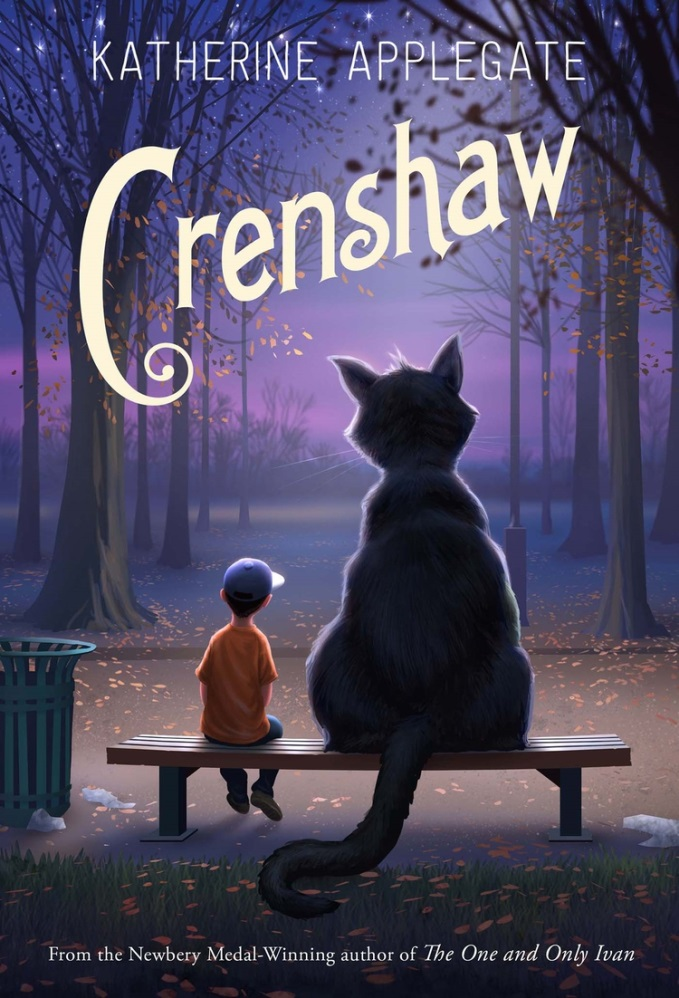 KATHERINE APPLEGATE
Crenshaw
From the Newbery Medal-Winning author of The One and Only Ivan